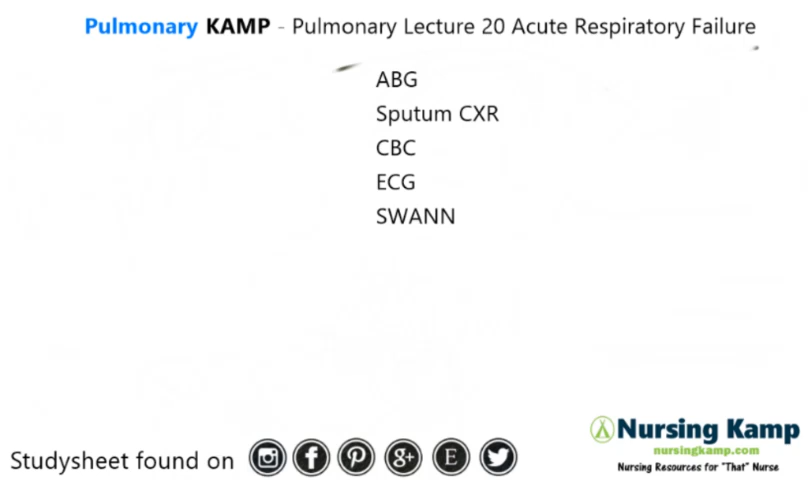 Pulmonary KAMP - Pulmonary Lecture 20 Acute Respiratory Failure
ABG
Sputum CXR
CBC
ECG
SWANN
Nursing Kamp
nursingkamp.com
Nursing Resources for "That" Nurse
Studysheet found on